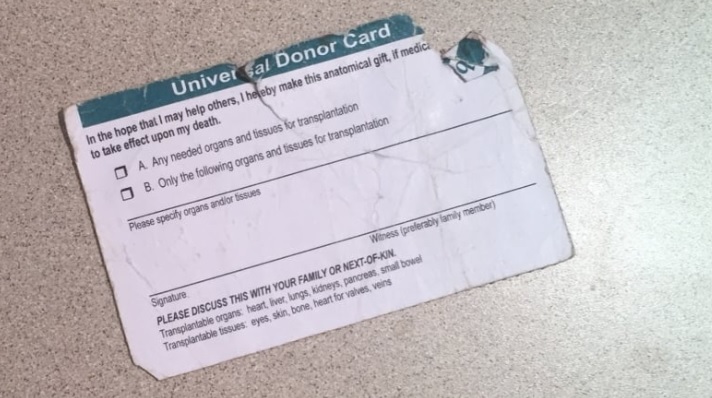 Universal Donor Card
In the hope that I may help others, I hereby make this anatomical gift, if medica
to take effect upon my death.
A. Any needed organs and tissues for transplantation
B. Only the following organs and tissues for transplantation
Please specify organs and/or tissues
Witness (preferably family member)
Signature
PLEASE DISCUSS THIS WITH YOUR FAMILY OR NEXT-OF-KIN.
Transplantable organs: heart, liver, lungs, kidneys, pancreas, small bowel
Transplantable tissues: eyes, skin, bone, heart for valves, veins